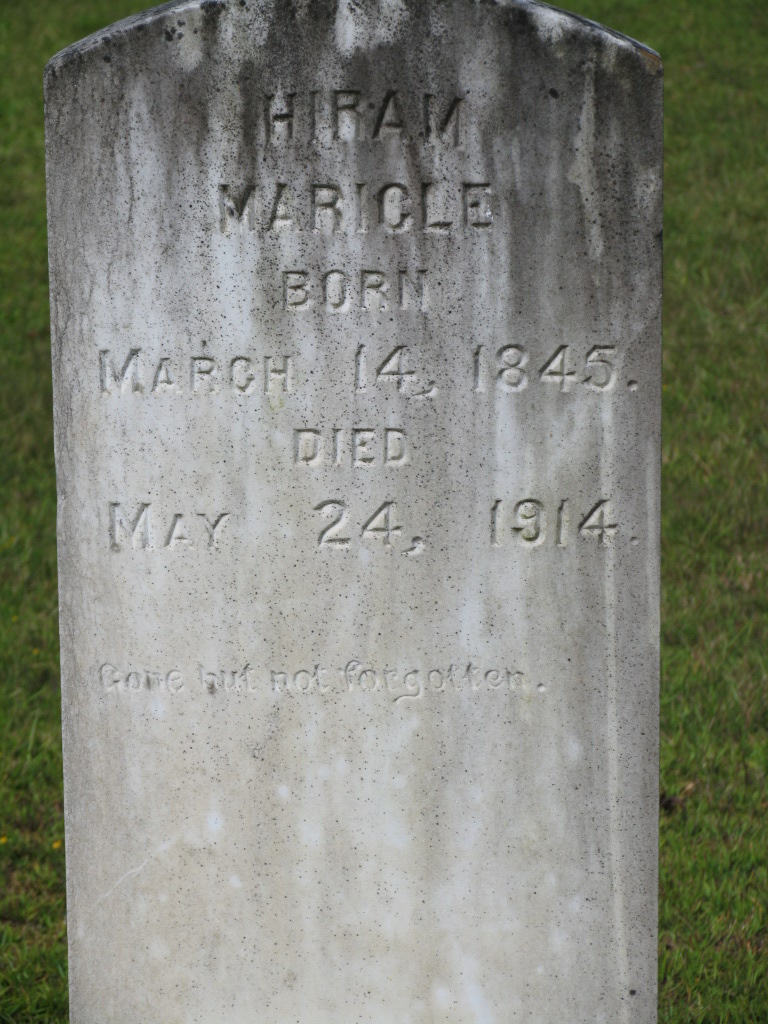 HIRAM
MARICLE
BORN
MARCH 14, 1845.
DIED
MAY 24, 1914.
Gone but not forgotten.